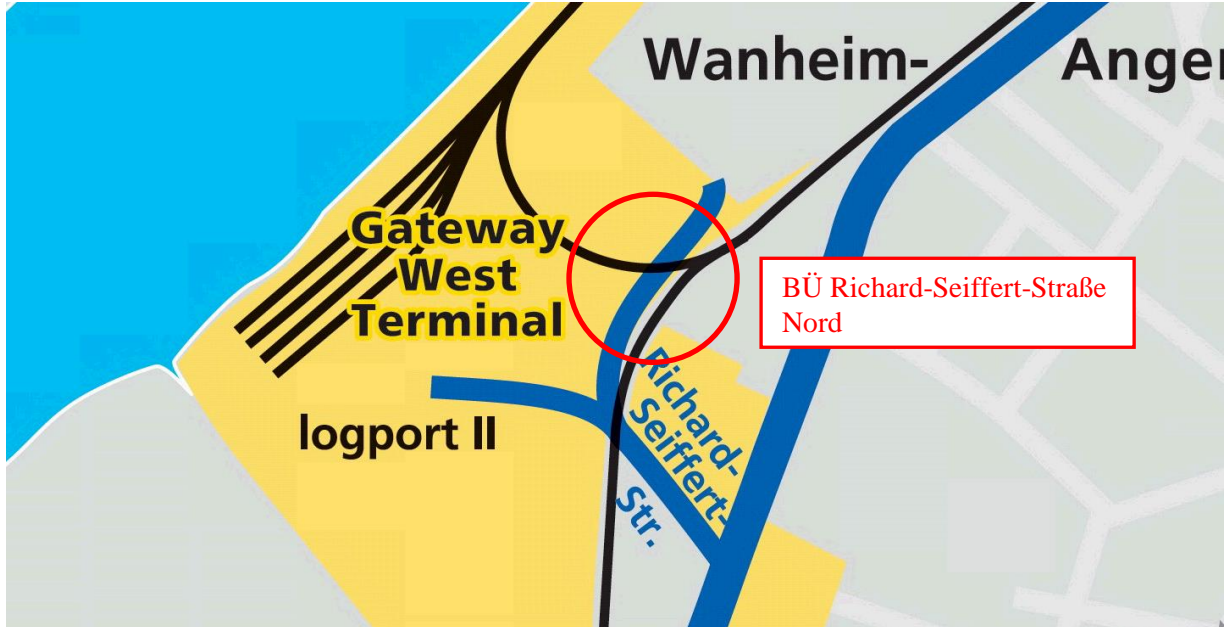 Wanheim-
Anger
Gateway
West
Terminal
BÜ Richard-Seiffert-Straße
Nord
Richard-
Seiffert-
Str.
logport II